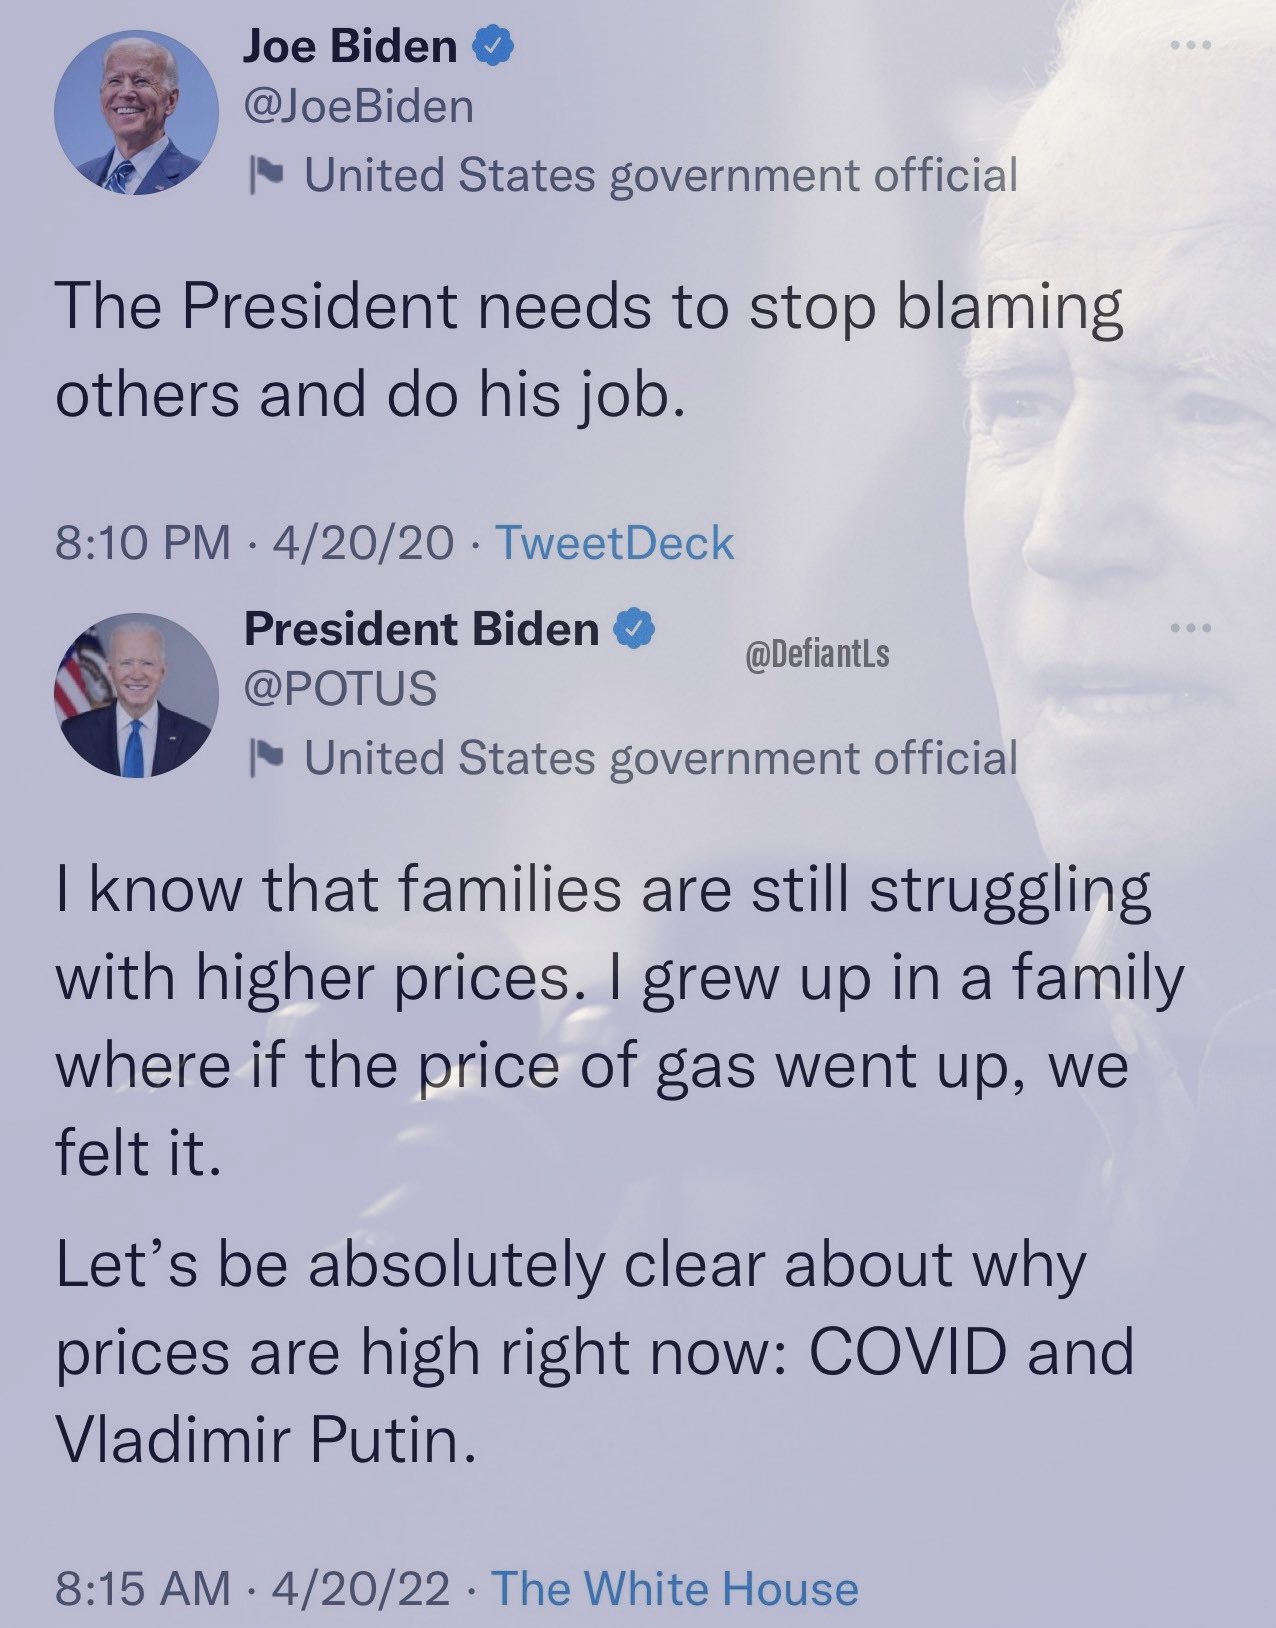 Joe Biden
@JoeBiden
United States government official
The President needs to stop blaming
others and do his job.
8:10 PM · 4/20/20 · TweetDeck
President Biden
@DefiantLs
@POTUS
United States government official
I know that families are still struggling
with higher prices. I grew up in a family
where if the price of gas went up, we
felt it.
Let’s be absolutely clear about why
prices are high right now: COVID and
Vladimir Putin.
8:15 AM · 4/20/22 · The White House